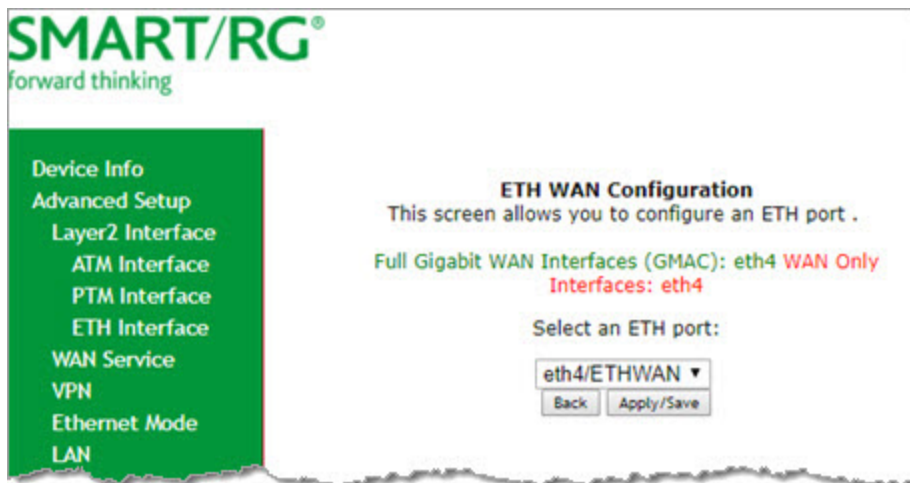 SMART/RG®
forward thinking
Device Info
Advanced Setup
Layer2 Interface
ATM Interface
PTM Interface
ETH Interface
WAN Service
VPN
Ethernet Mode
LAN
ETH WAN Configuration
This screen allows you to configure an ETH port .
Full Gigabit WAN Interfaces (GMAC): eth4 WAN Only
Interfaces: eth4
Select an ETH port:
eth4/ETHWAN
Back Apply/Save